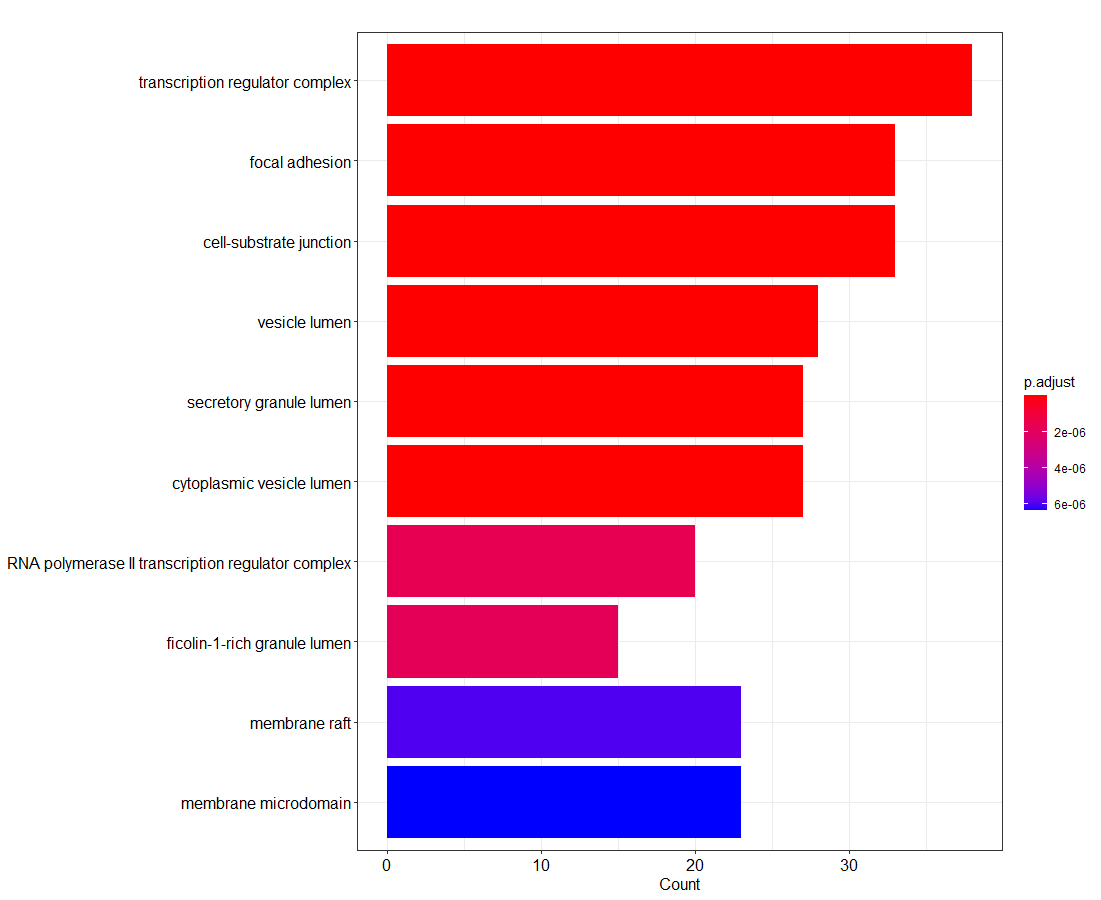 transcription regulator complex
focal adhesion
cell-substrate junction
vesicle lumen
secretory granule lumen
cytoplasmic vesicle lumen
RNA polymerase II transcription regulator complex
ficolin-1-rich granule lumen
membrane raft
membrane microdomain
0 10 20 30
Count
p.adjust
2e-06
4e-06
6e-06